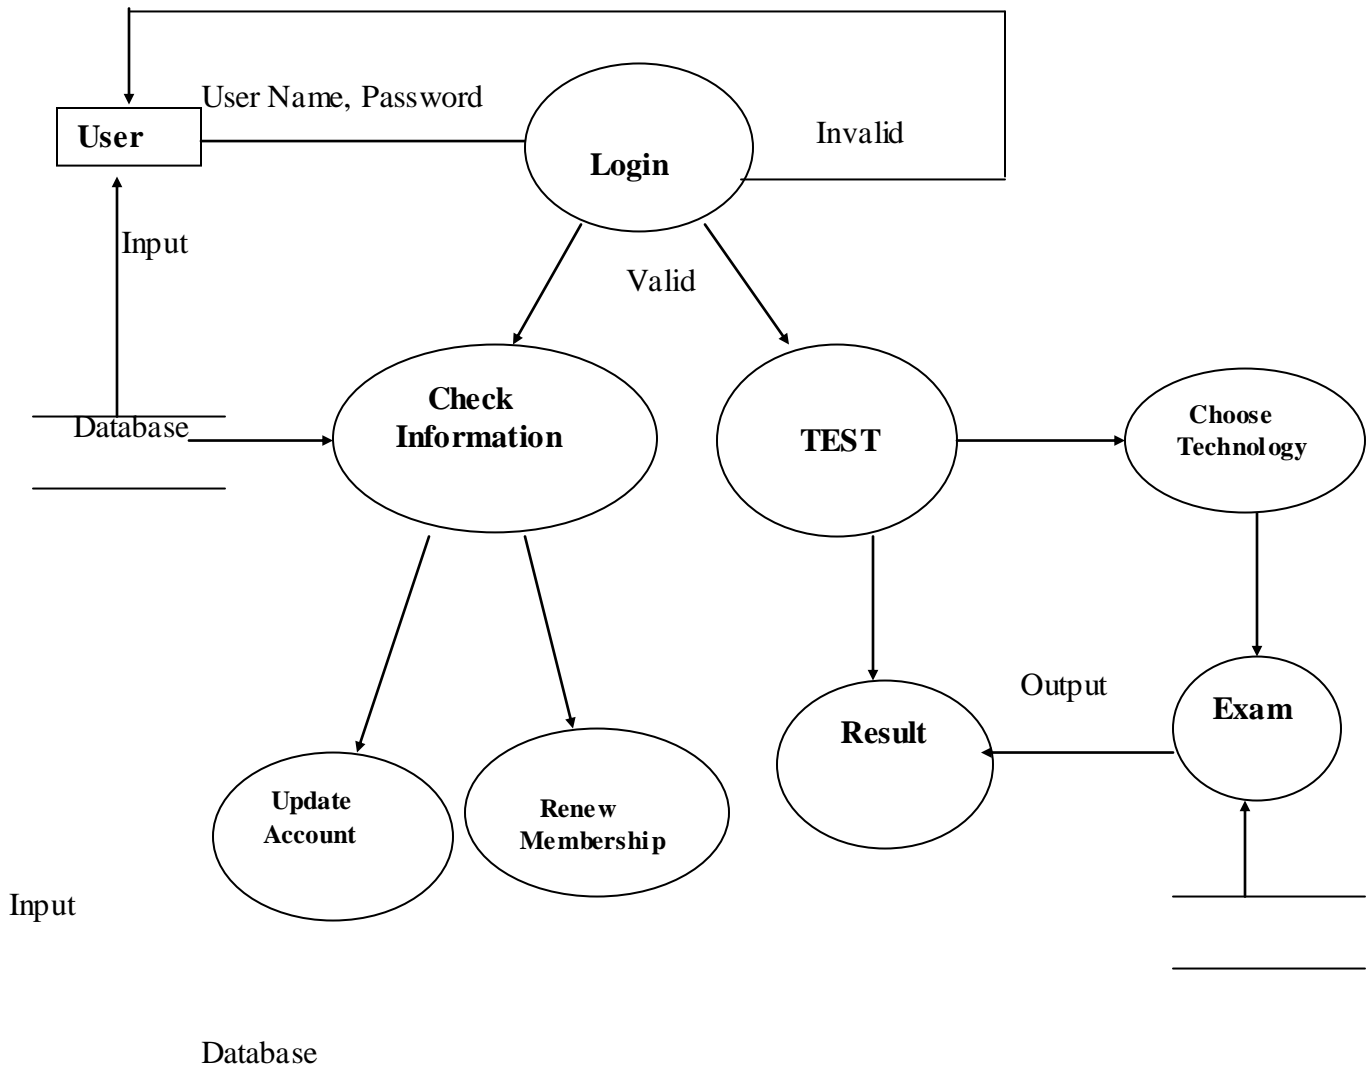 User Name, Password
User
Invalid
Login
Input
Valid
Check
Information
Database
TEST
Choose
Technology
Output
Result
Exam
Update
Account
Renew
Membership
Input
Database